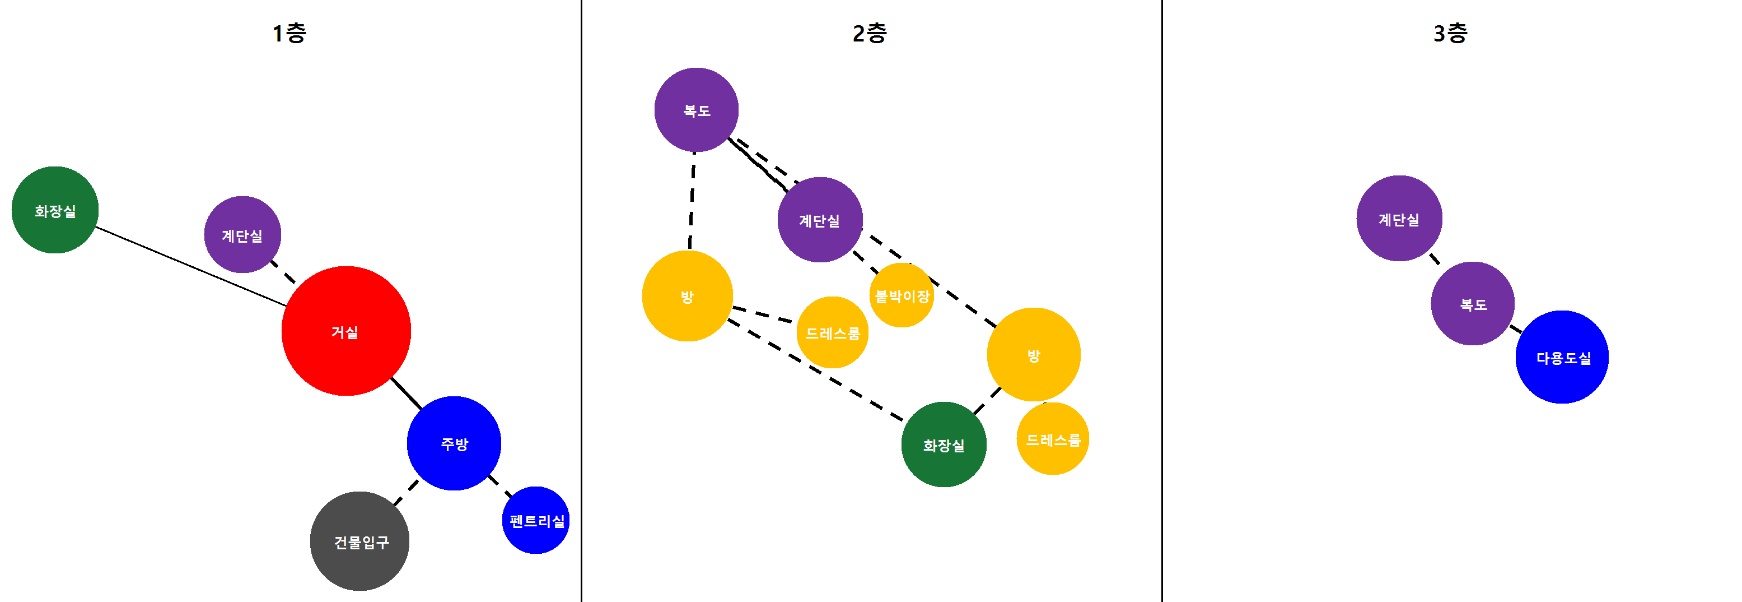 1층
화장실
계단실
거실
주방
건물입구
펜트리실
2층
복도
계단실
방
붙박이장
드레스룸
방
화장실
드레스룸
3층
계단실
복도
다용도실